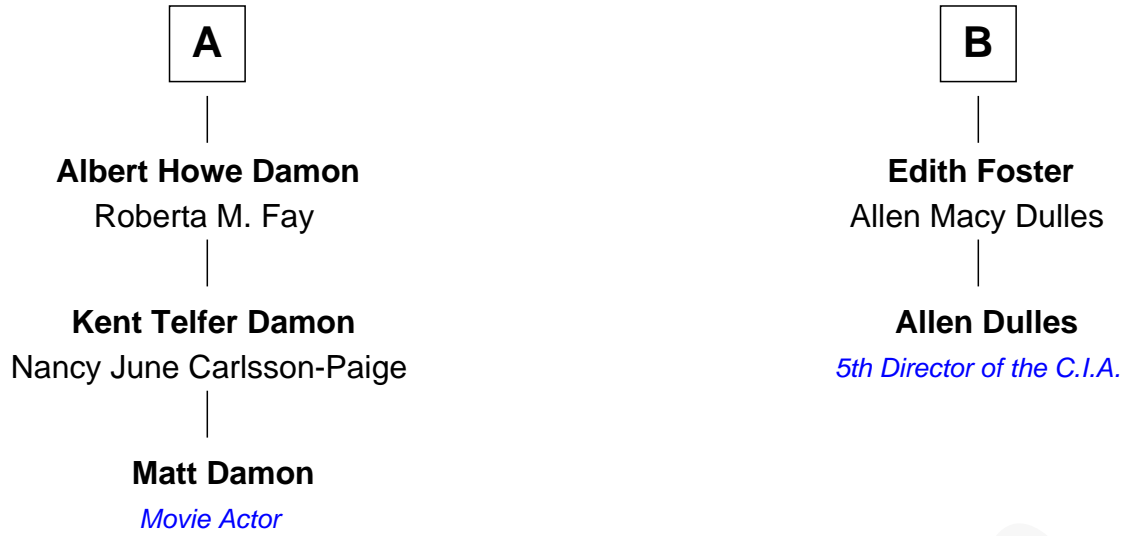 A
Albert Howe Damon
Roberta M. Fay
Kent Telfer Damon
Nancy June Carlsson-Paige
Matt Damon
Movie Actor
B
Edith Foster
Allen Macy Dulles
Allen Dulles
5th Director of the C.I.A.